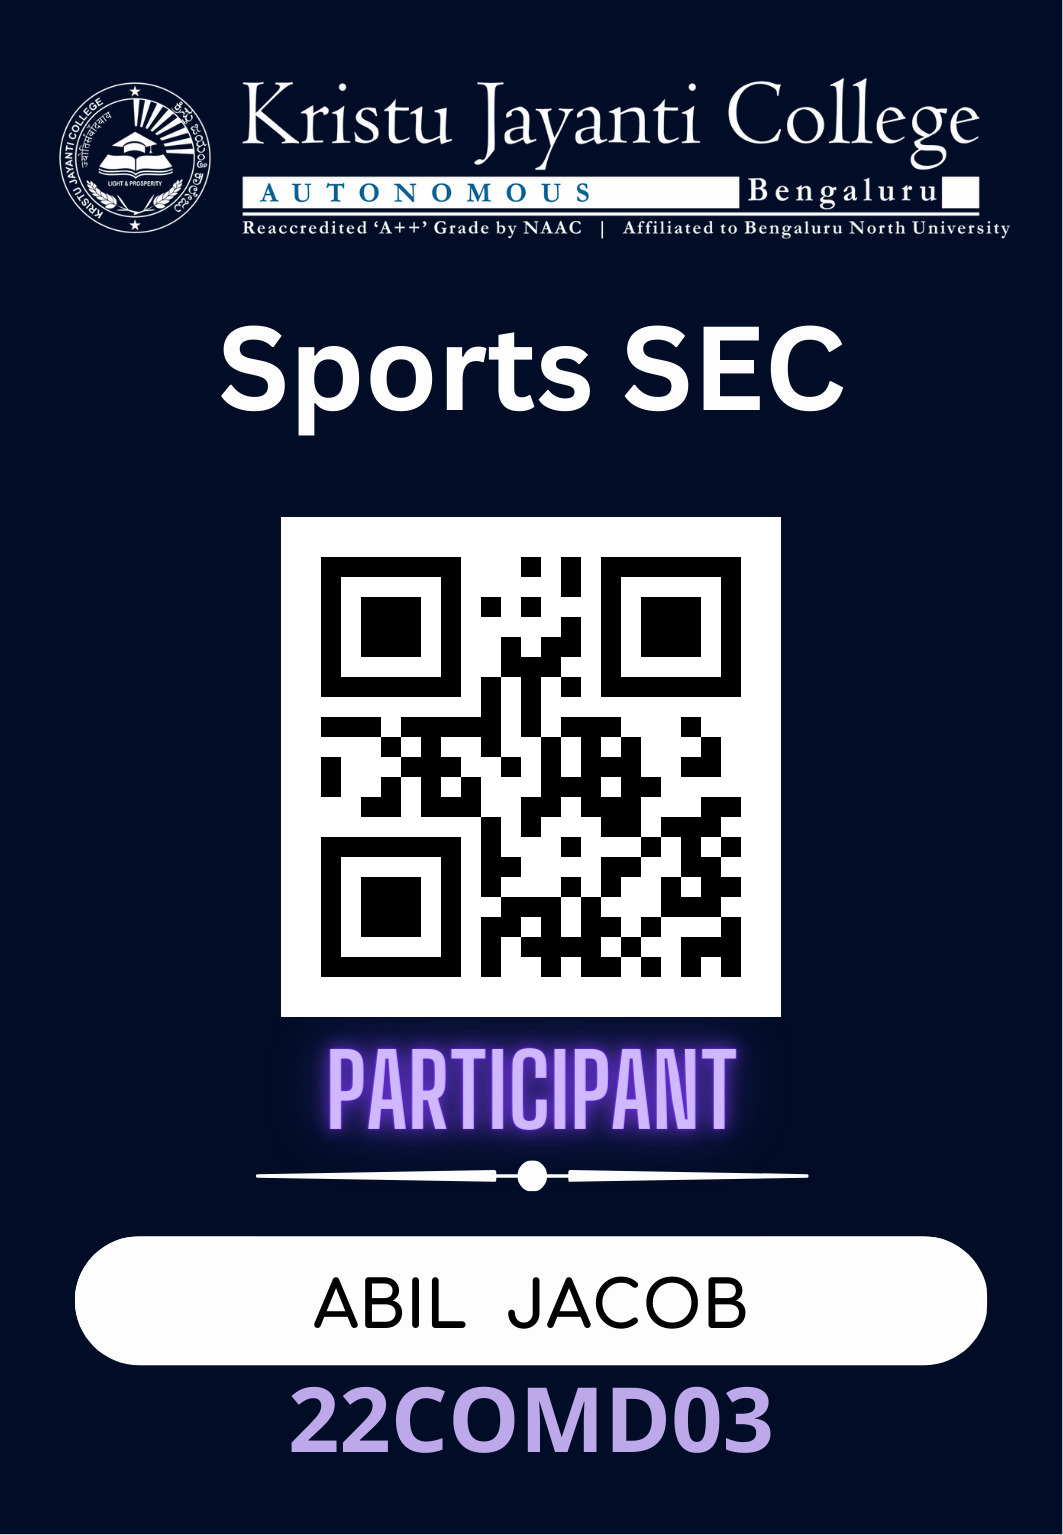 KRISTU JAYANTI COLLEGE
ಕ್ರಿಸ್ತು ಜಯಂತಿ ಕಾಲೇಜು
LIGHT & PROSPERITY
Kristu Jayanti College
AUTONOMOUS Bengaluru
Reaccredited ‘A++’ Grade by NAAC | Affiliated to Bengaluru North University
Sports SEC
PARTICIPANT
ABIL JACOB
22COMD03